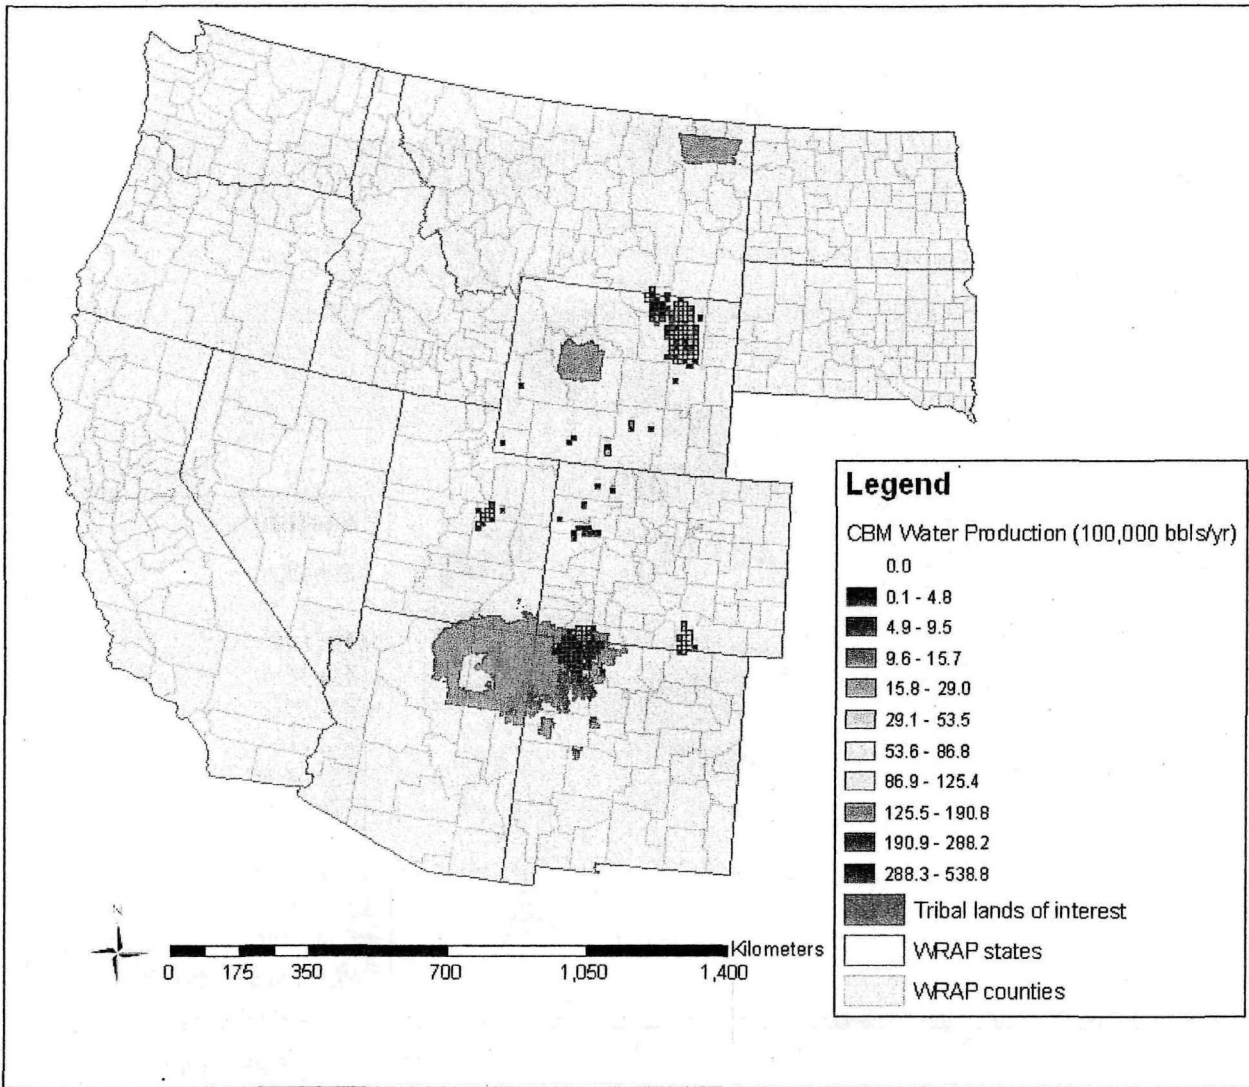 Legend
CBM Water Production (100,000 bbls/yr)
0.0
0.1 - 4.8
4.9 - 9.5
9.6 - 15.7
15.8 - 29.0
29.1 - 53.5
53.6 - 86.8
86.9 - 125.4
125.5 - 190.8
190.9 - 288.2
288.3 - 538.8
Tribal lands of interest
WRAP states
WRAP counties
N
Kilometers
0 175 350 700 1,050 1,400